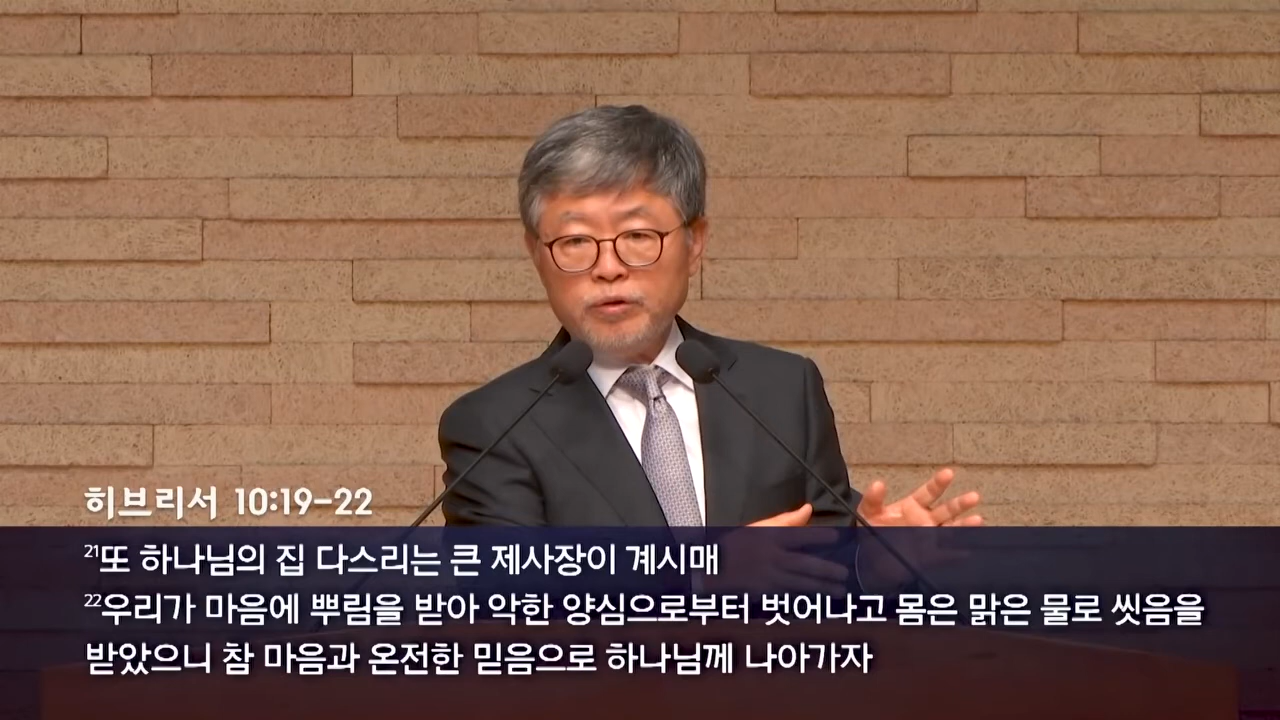 히브리서 10:19-22
21또 하나님의 집 다스리는 큰 제사장이 계시매
22우리가 마음에 뿌림을 받아 악한 양심으로부터 벗어나고 몸은 맑은 물로 씻음을
받았으니 참 마음과 온전한 믿음으로 하나님께 나아가자